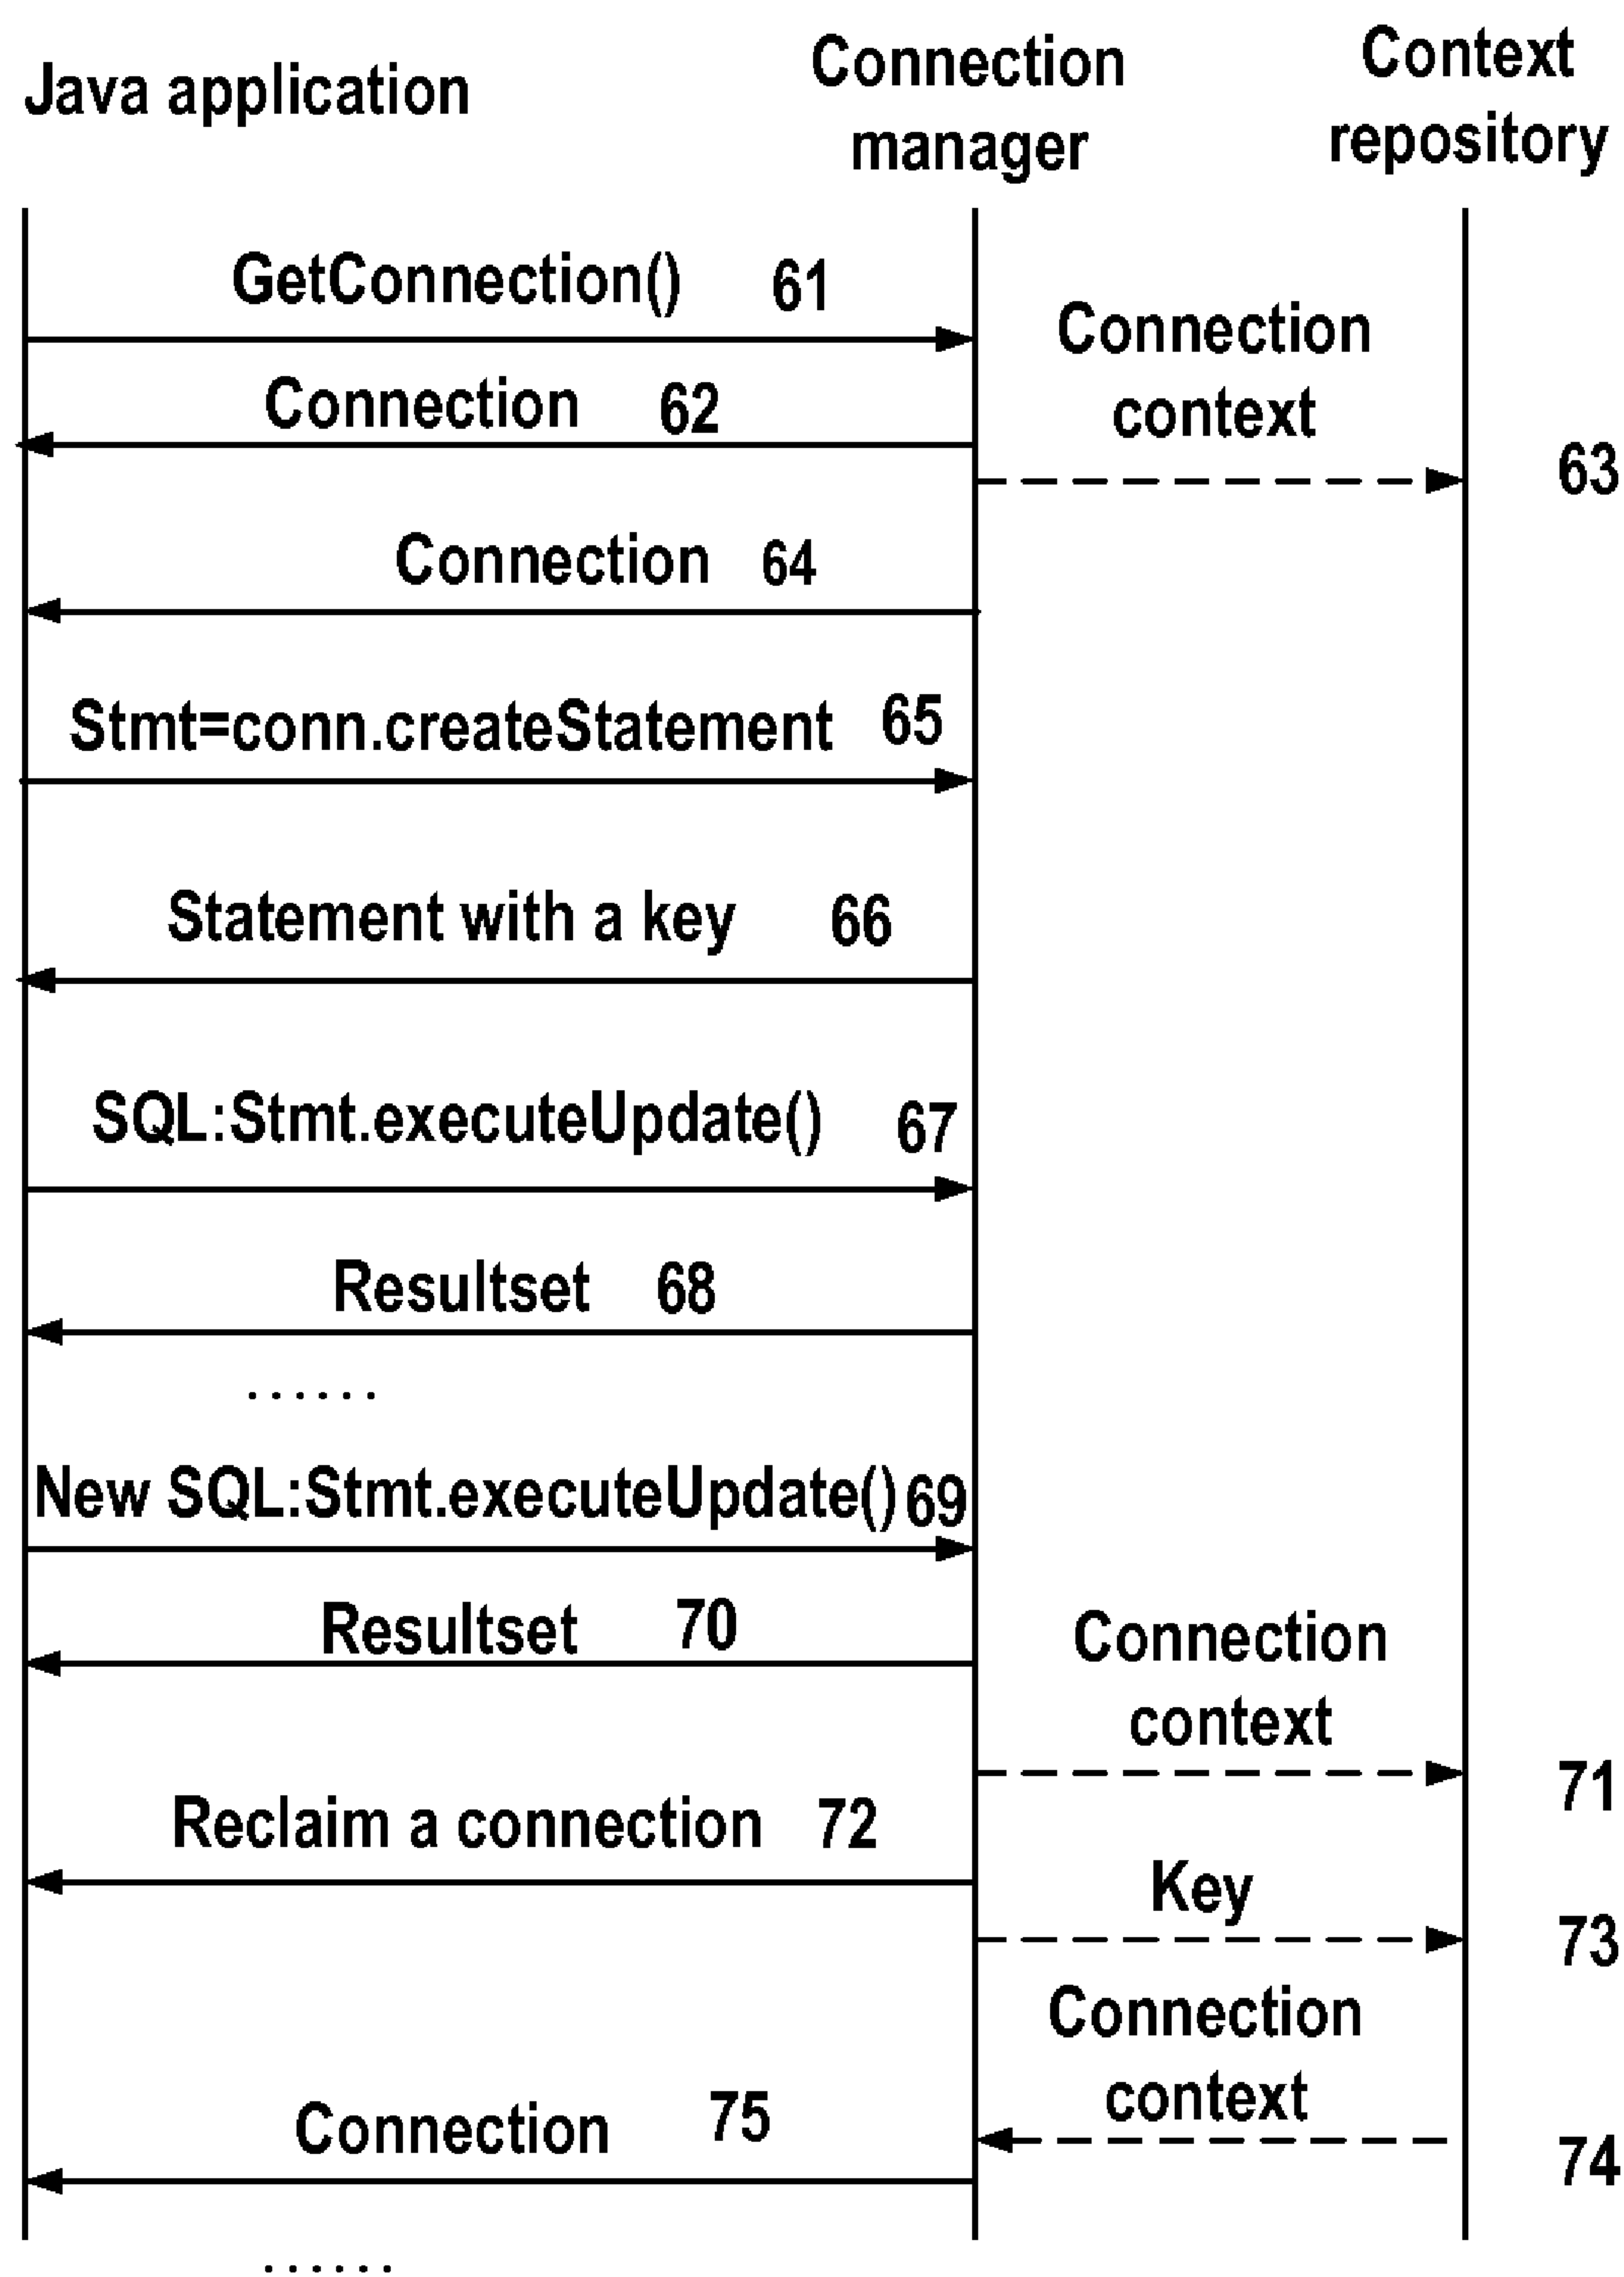 Java application
Connection
manager
Context
repository
GetConnection() 61
Connection
context
Connection 62
63
Connection 64
Stmt=conn.createStatement 65
Statement with a key 66
SQL:Stmt.executeUpdate() 67
Resultset 68
......
New SQL:Stmt.executeUpdate() 69
Resultset 70
Connection
context
71
Reclaim a connection 72
Key
73
Connection
context
74
Connection 75
......